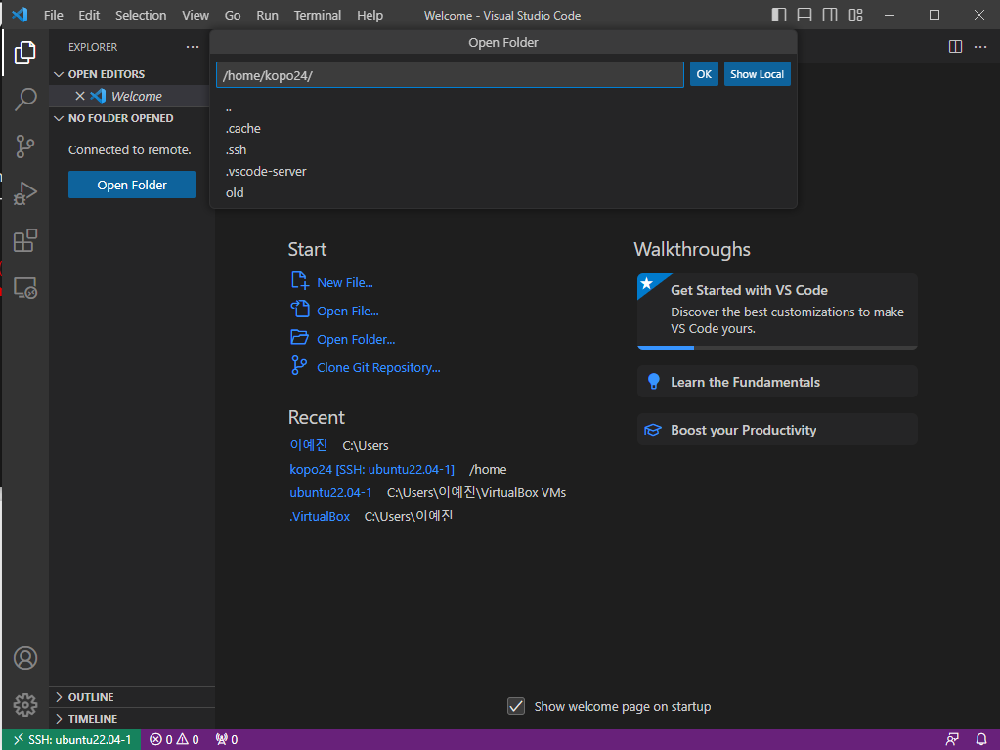 File Edit Selection View Go Run Terminal Help Welcome - Visual Studio Code
EXPLORER
OPEN EDITORS
Welcome
NO FOLDER OPENED
Connected to remote.
Open Folder
Open Folder
/home/kopo24/ OK Show Local
..
.cache
.ssh
.vscode-server
old
Start
New File...
Open File...
Open Folder...
Clone Git Repository...
Recent
이예진 C:\Users
kopo24 [SSH: ubuntu22.04-1] /home
ubuntu22.04-1 C:\Users\이예진\VirtualBox VMs
.VirtualBox C:\Users\이예진
Walkthroughs
Get Started with VS Code
Discover the best customizations to make
VS Code yours.
Learn the Fundamentals
Boost your Productivity
Show welcome page on startup
OUTLINE
TIMELINE
SSH: ubuntu22.04-1 0 0 0